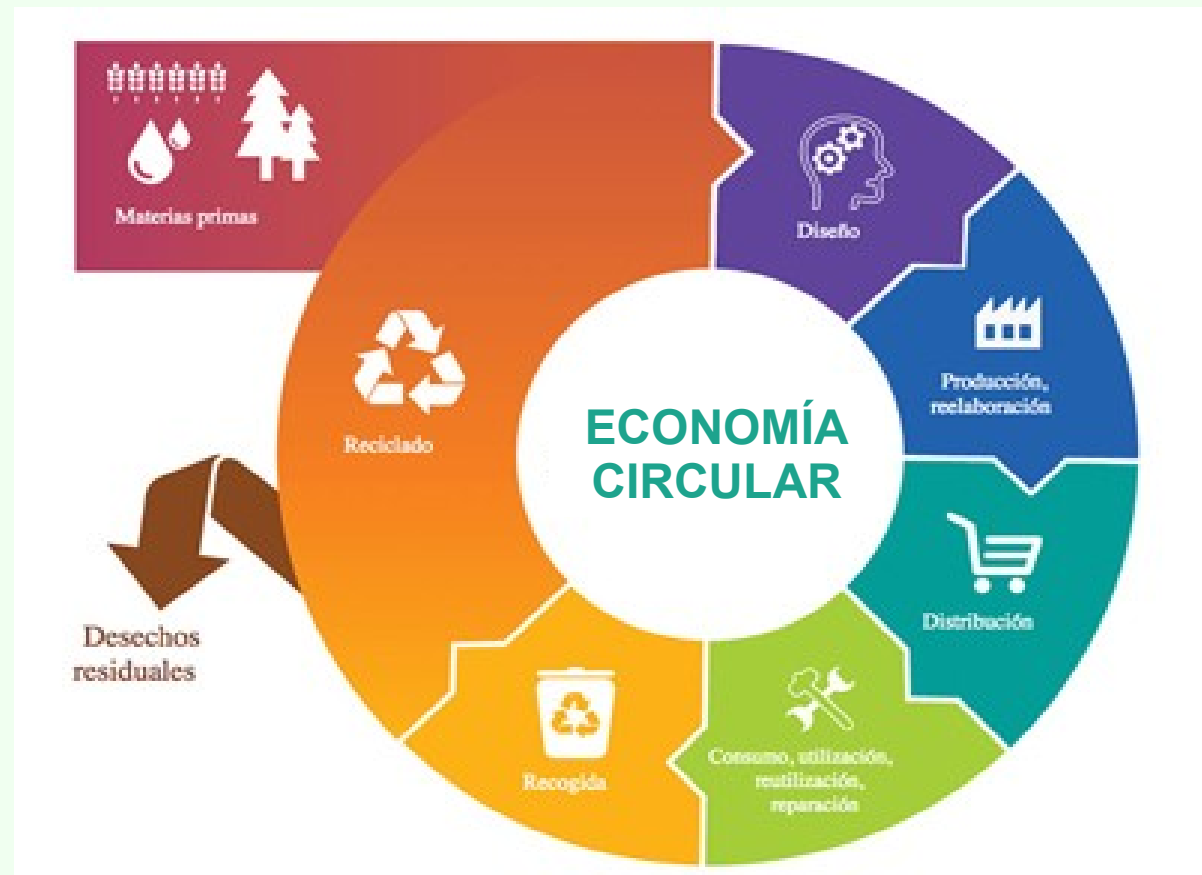 Materias primas
Diseño
Producción,
reelaboración
Reciclado
ECONOMÍA
CIRCULAR
Distribución
Desechos
residuales
Recogida
Consumo, utilización,
reutilización,
reparación